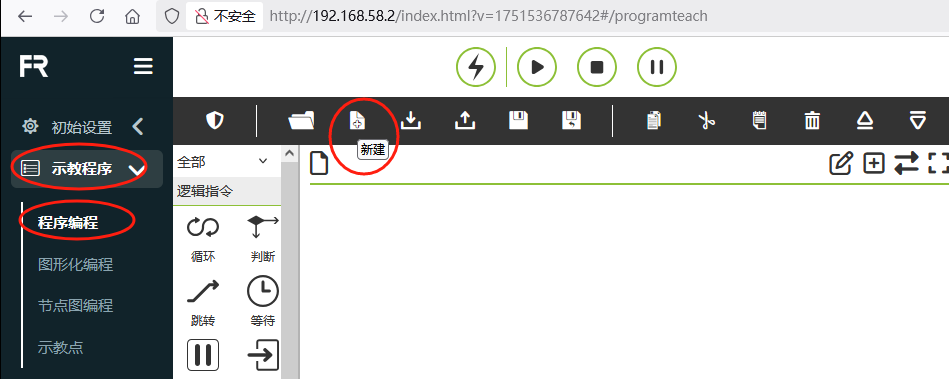 不安全 http://192.168.58.2/index.html?v=1751536787642#/programteach
FR
初始设置
示教程序
程序编程
图形化编程
节点图编程
示教点
新建
全部
逻辑指令
循环 判断
跳转 等待